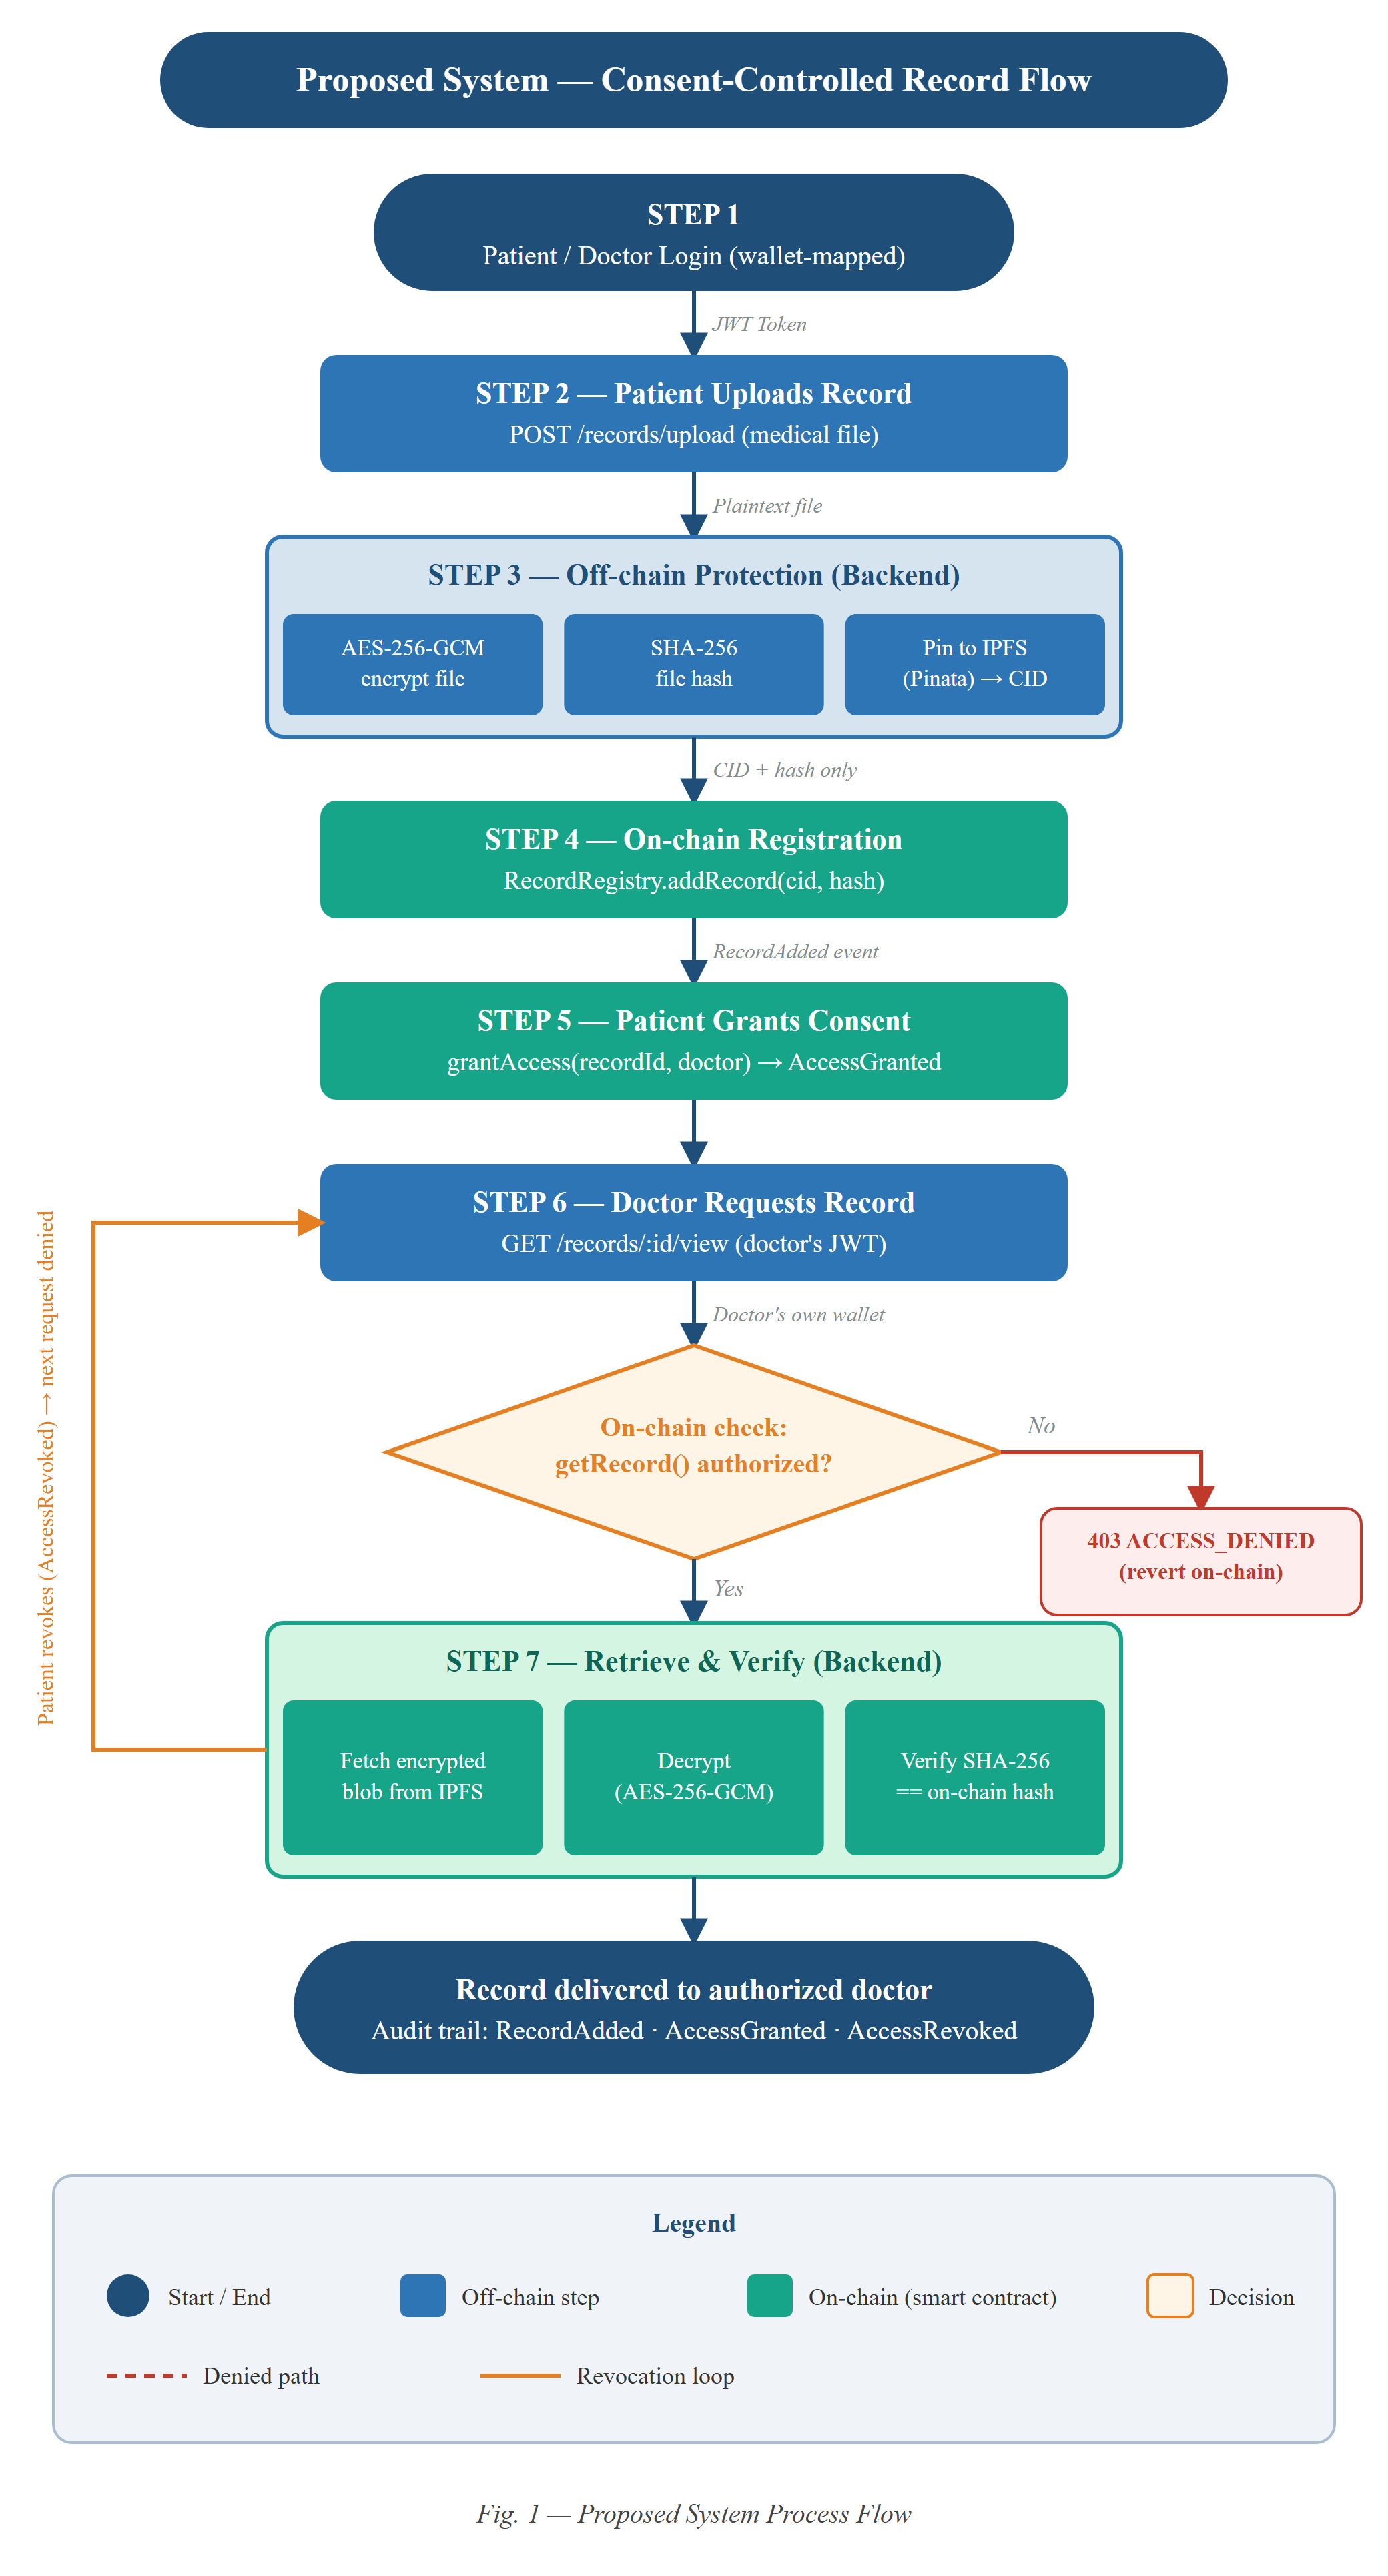 Proposed System — Consent-Controlled Record Flow
STEP 1
Patient / Doctor Login (wallet-mapped)
JWT Token
STEP 2 — Patient Uploads Record
POST /records/upload (medical file)
Plaintext file
STEP 3 — Off-chain Protection (Backend)
AES-256-GCM
encrypt file
SHA-256
file hash
Pin to IPFS
(Pinata) → CID
CID + hash only
STEP 4 — On-chain Registration
RecordRegistry.addRecord(cid, hash)
RecordAdded event
STEP 5 — Patient Grants Consent
grantAccess(recordId, doctor) → AccessGranted
STEP 6 — Doctor Requests Record
GET /records/:id/view (doctor's JWT)
Patient revokes (AccessRevoked) → next request denied
Doctor's own wallet
On-chain check:
getRecord() authorized?
No
403 ACCESS_DENIED
(revert on-chain)
Yes
STEP 7 — Retrieve & Verify (Backend)
Fetch encrypted
blob from IPFS
Decrypt
(AES-256-GCM)
Verify SHA-256
== on-chain hash
Record delivered to authorized doctor
Audit trail: RecordAdded · AccessGranted · AccessRevoked
Legend
Start / End
Off-chain step
On-chain (smart contract)
Decision
Denied path
Revocation loop
Fig. 1 — Proposed System Process Flow